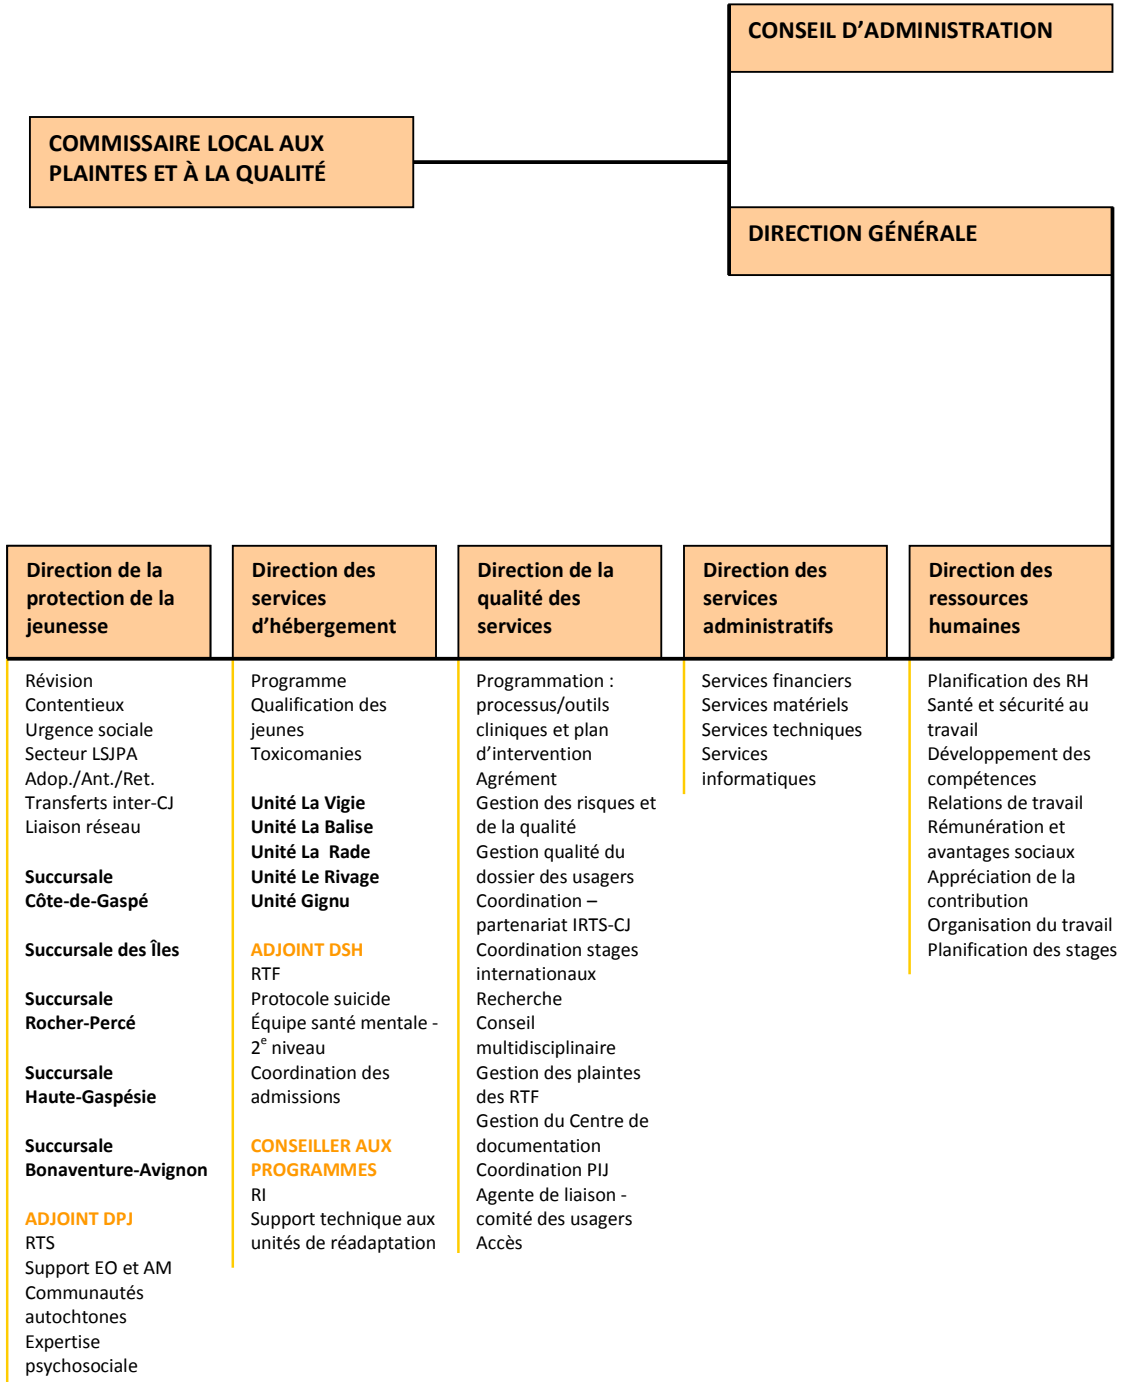 CONSEIL D’ADMINISTRATION
COMMISSAIRE LOCAL AUX
PLAINTES ET À LA QUALITÉ
DIRECTION GÉNÉRALE
Direction de la
protection de la
jeunesse
Révision
Contentieux
Urgence sociale
Secteur LSJPA
Adop./Ant./Ret.
Transferts inter-CJ
Liaison réseau
Succursale
Côte-de-Gaspé
Succursale des Îles
Succursale
Rocher-Percé
Succursale
Haute-Gaspésie
Succursale
Bonaventure-Avignon
ADJOINT DPJ
RTS
Support EO et AM
Communautés
autochtones
Expertise
psychosociale
Direction des
services
d’hébergement
Programme
Qualification des
jeunes
Toxicomanies
Unité La Vigie
Unité La Balise
Unité La  Rade
Unité Le Rivage
Unité Gignu
ADJOINT DSH
RTF
Protocole suicide
Équipe santé mentale -
2e niveau
Coordination des
admissions
CONSEILLER AUX
PROGRAMMES
RI
Support technique aux
unités de réadaptation
Direction de la
qualité des
services
Programmation :
processus/outils
cliniques et plan
d’intervention
Agrément
Gestion des risques et
de la qualité
Gestion qualité du
dossier des usagers
Coordination –
partenariat IRTS-CJ
Coordination stages
internationaux
Recherche
Conseil
multidisciplinaire
Gestion des plaintes
des RTF
Gestion du Centre de
documentation
Coordination PIJ
Agente de liaison -
comité des usagers
Accès
Direction des
services
administratifs
Services financiers
Services matériels
Services techniques
Services
informatiques
Direction des
ressources
humaines
Planification des RH
Santé et sécurité au
travail
Développement des
compétences
Relations de travail
Rémunération et
avantages sociaux
Appréciation de la
contribution
Organisation du travail
Planification des stages